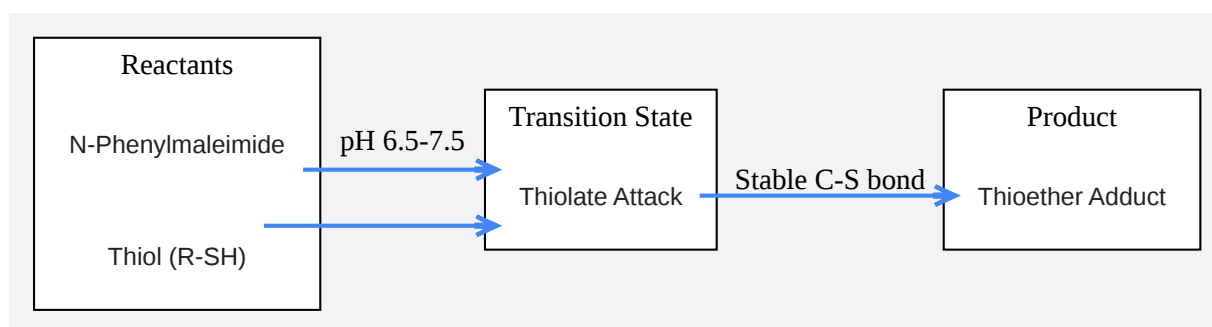 Reactants
N-Phenylmaleimide
Thiol (R-SH)
pH 6.5-7.5
Transition State
Thiolate Attack
Stable C-S bond
Product
Thioether Adduct